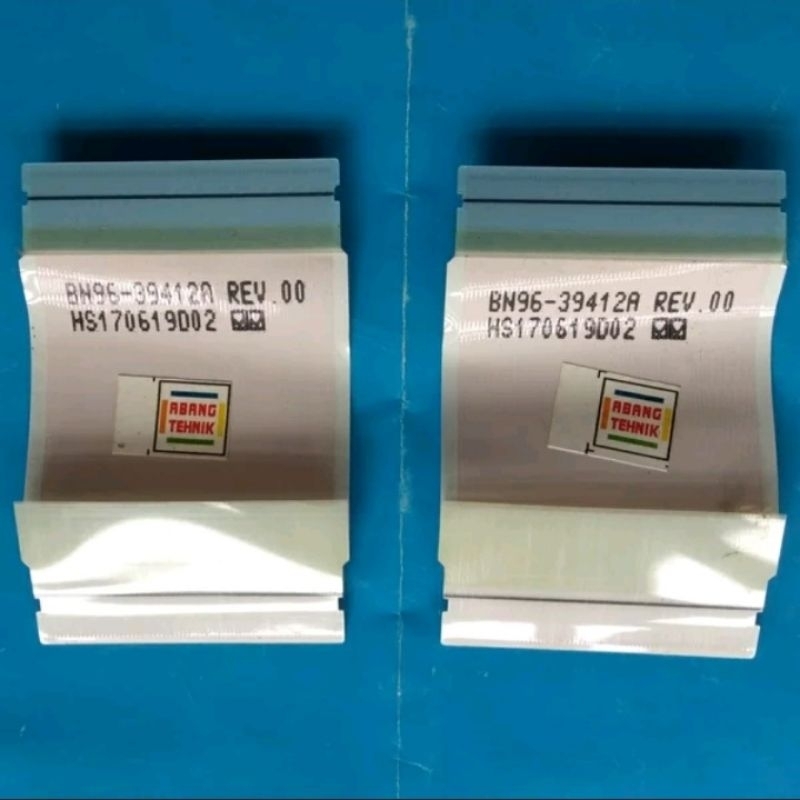 BN96-39412A REV.00
HS170619D02
ABANG
TEHNIK
BN96-39412A REV.00
HS170619D02
ABANG
TEHNIK